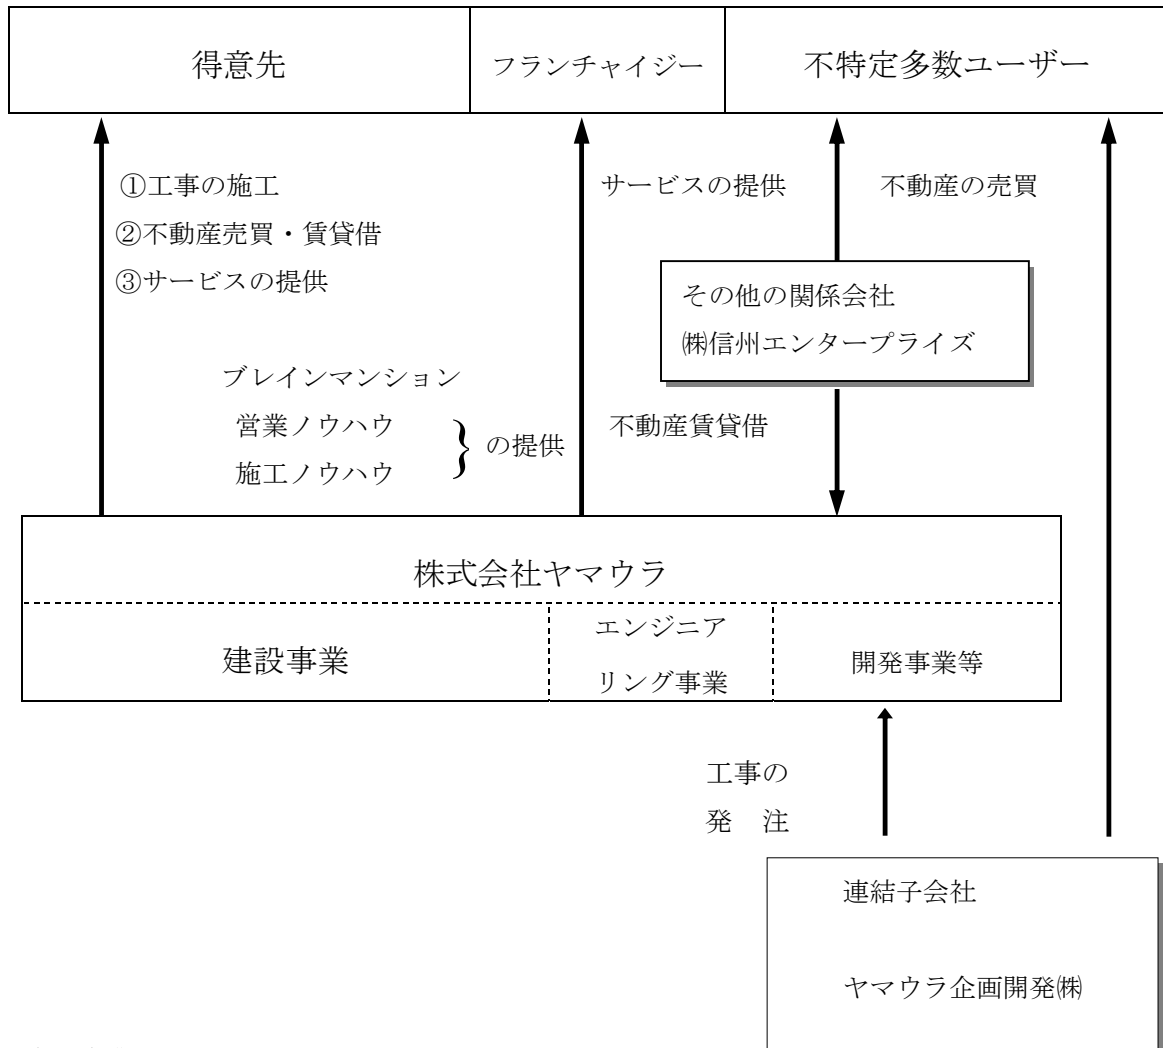 得意先
フランチャイジー
不特定多数ユーザー
①工事の施工
②不動産売買・賃貸借
③サービスの提供
サービスの提供
不動産の売買
その他の関係会社
㈱信州エンタープライズ
ブレインマンション
営業ノウハウ
施工ノウハウ
} の提供
不動産賃貸借
株式会社ヤマウラ
建設事業
エンジニア
リング事業
開発事業等
工事の
発　注
連結子会社
ヤマウラ企画開発㈱